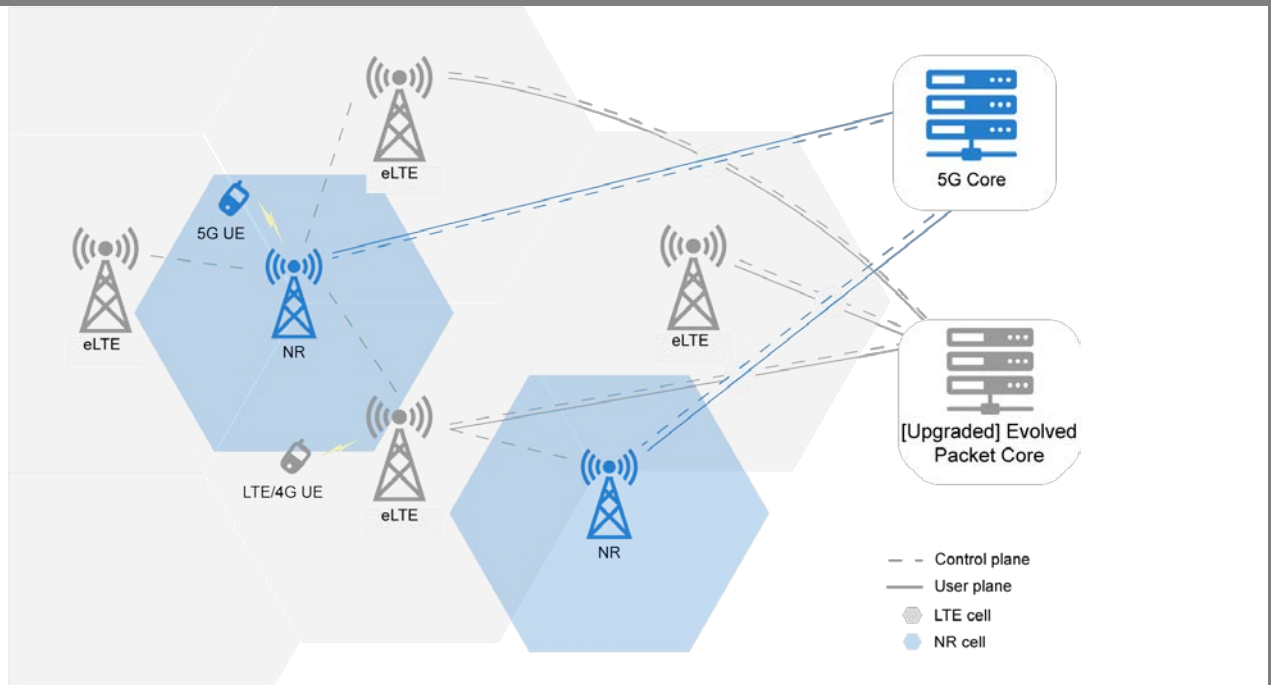 eLTE
5G Core
5G UE
eLTE
NR
eLTE
[Upgraded] Evolved
Packet Core
LTE/4G UE
eLTE
NR
Control plane
User plane
LTE cell
NR cell